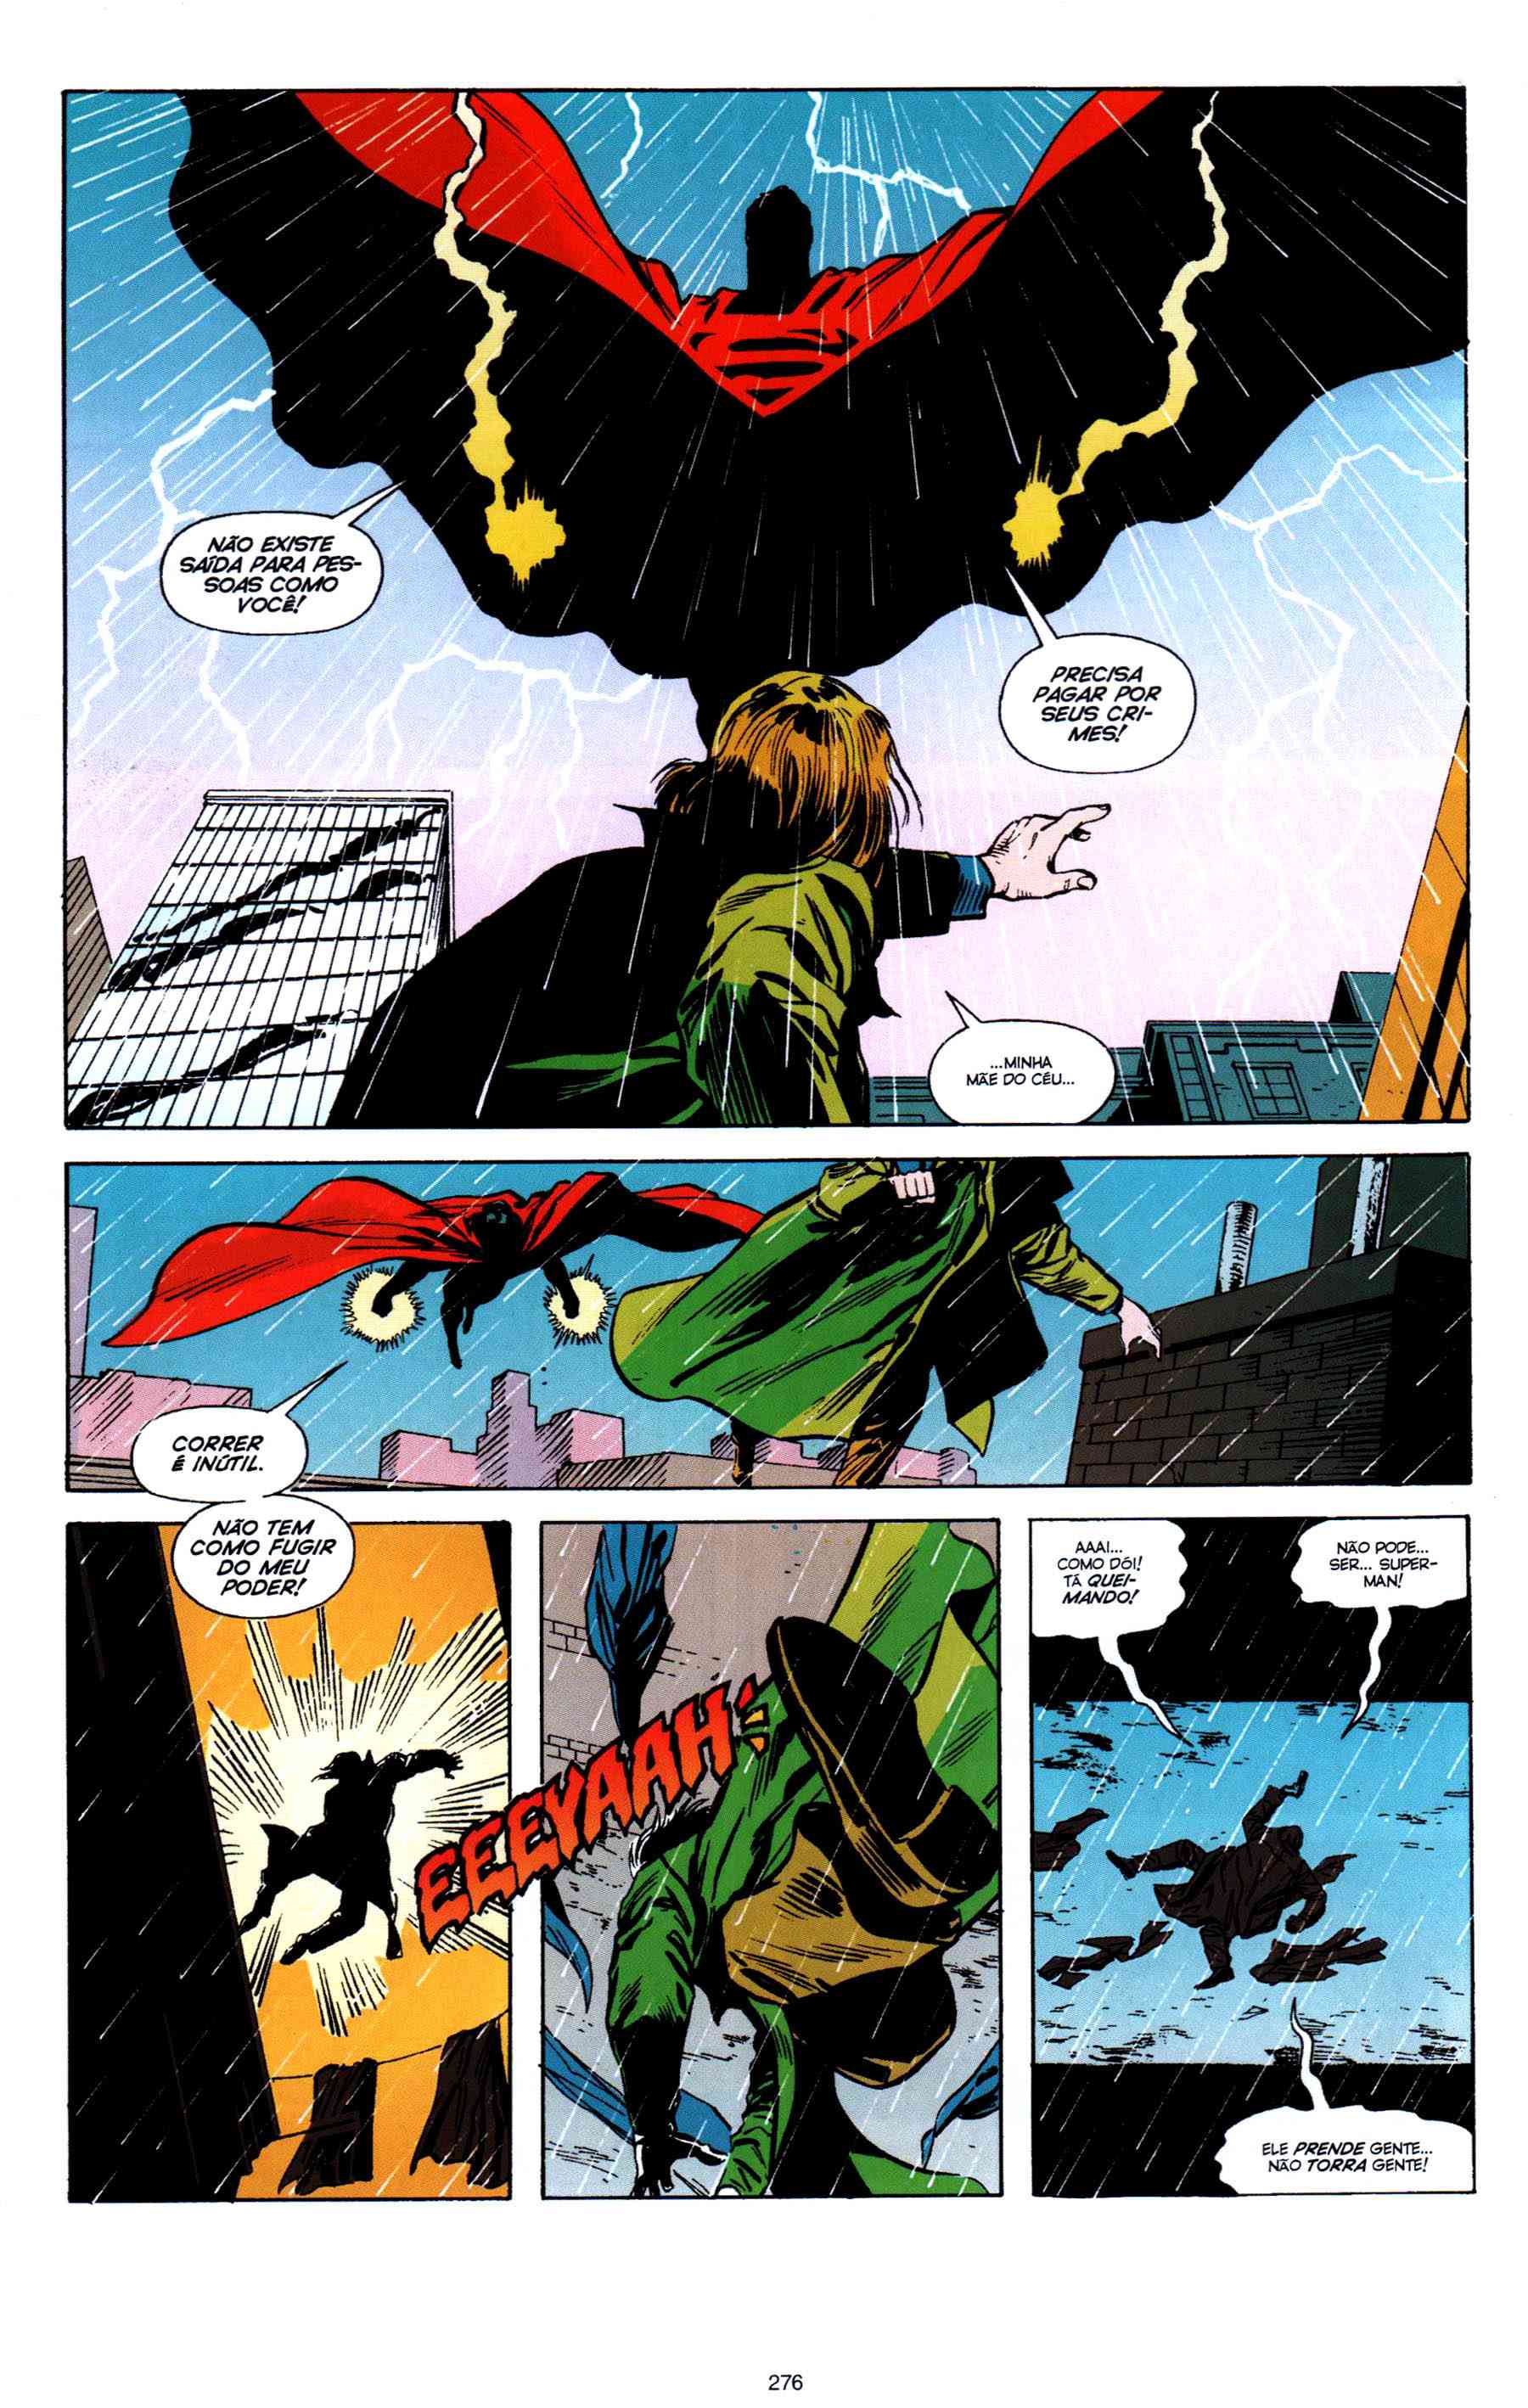 NÃO EXISTE
SAÍDA PARA PES-
SOAS COMO
VOCÊ!
PRECISA
PAGAR POR
SEUS CRI-
MES!
...MINHA
MÃE DO CÉU...
CORRER
É INÚTIL.
NÃO TEM
COMO FUGIR
DO MEU
PODER!
EEEYAAAH!
AAAI...
COMO DÓI!
TÁ QUEI-
MANDO!
NÃO PODE...
SER... SUPER-
MAN!
ELE PRENDE GENTE...
NÃO TORRA GENTE!
276